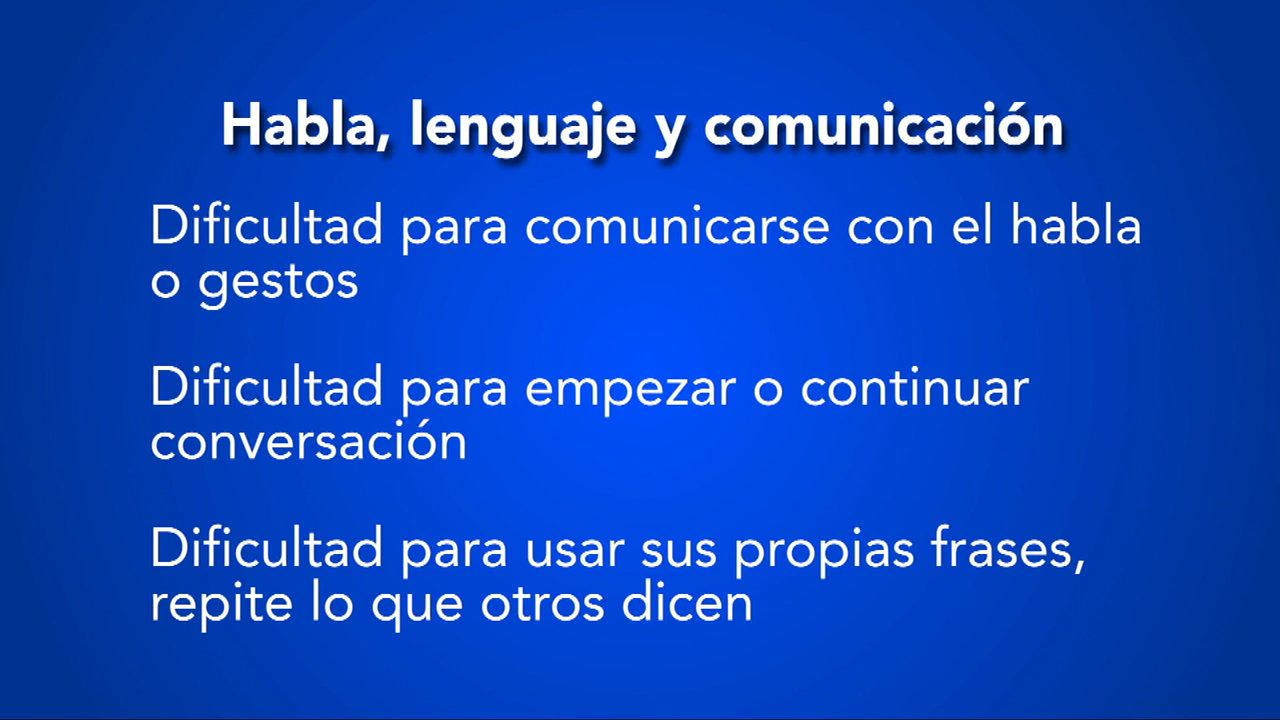 Habla, lenguaje y comunicación
Dificultad para comunicarse con el habla
o gestos
Dificultad para empezar o continuar
conversación
Dificultad para usar sus propias frases,
repite lo que otros dicen